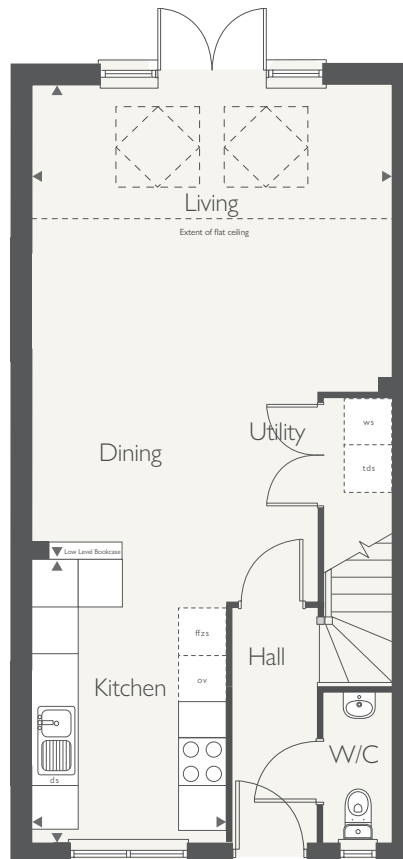 Living
Extent of flat ceiling
ws
Utility
tds
Dining
Low Level Bookcase
ffzs
Hall
ov
Kitchen
W/C
ds